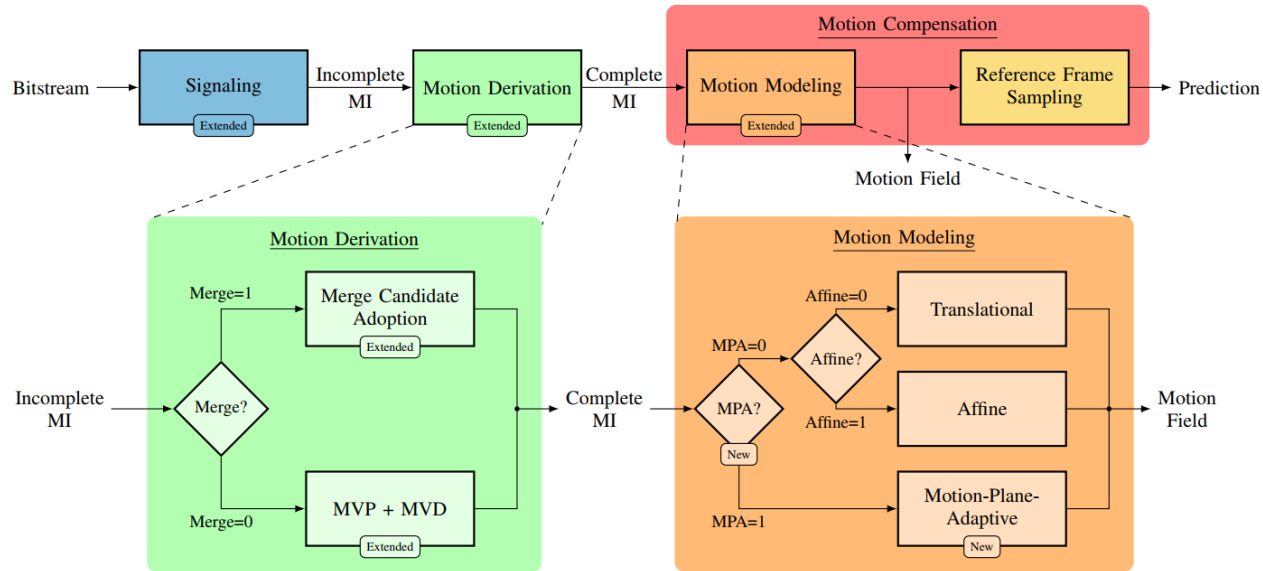 Motion Compensation
Bitstream
Signaling
Extended
Incomplete
MI
Motion Derivation
Extended
Complete
MI
Motion Modeling
Extended
Reference Frame
Sampling
Prediction
Motion Field
Motion Derivation
Incomplete
MI
Merge?
Merge=1
Merge Candidate
Adoption
Extended
Merge=0
MVP + MVD
Extended
Complete
MI
Motion Modeling
MPA?
New
MPA=0
Affine?
Affine=0
Translational
Affine=1
Affine
MPA=1
Motion-Plane-
Adaptive
New
Motion
Field